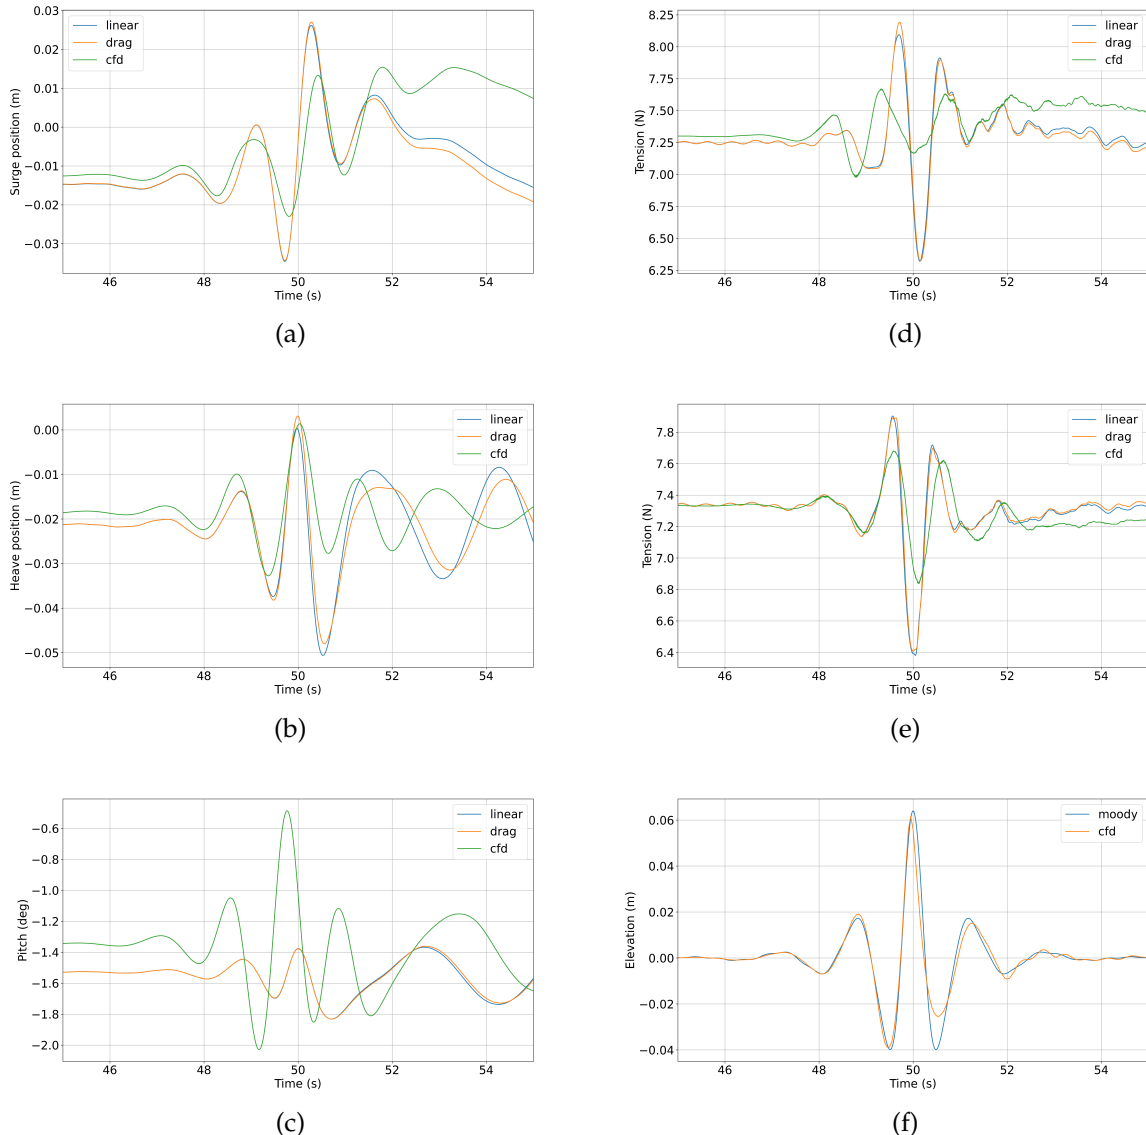 0.03
0.02
0.01
0.00
−0.01
−0.02
−0.03
Surge position (m)
linear
drag
cfd
46 48 50 52 54
Time (s)
(a)
8.25
8.00
7.75
7.50
7.25
7.00
6.75
6.50
6.25
Tension (N)
linear
drag
cfd
46 48 50 52 54
Time (s)
(d)
0.00
−0.01
−0.02
−0.03
−0.04
−0.05
Heave position (m)
linear
drag
cfd
46 48 50 52 54
Time (s)
(b)
7.8
7.6
7.4
7.2
7.0
6.8
6.6
6.4
Tension (N)
linear
drag
cfd
46 48 50 52 54
Time (s)
(e)
−0.6
−0.8
−1.0
−1.2
−1.4
−1.6
−1.8
−2.0
Pitch (deg)
linear
drag
cfd
46 48 50 52 54
Time (s)
(c)
0.06
0.04
0.02
0.00
−0.02
−0.04
Elevation (m)
moody
cfd
46 48 50 52 54
Time (s)
(f)